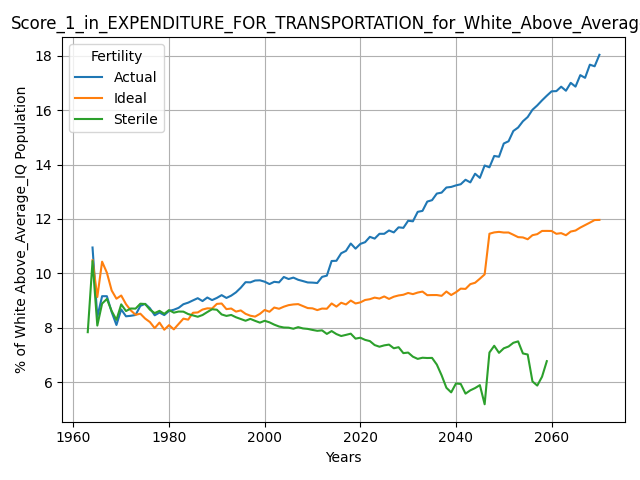 Score_1_in_EXPENDITURE_FOR_TRANSPORTATION_for_White_Above_Averag
% of White Above_Average_IQ Population
18
16
14
12
10
8
6
Fertility
Actual
Ideal
Sterile
1960 1980 2000 2020 2040 2060
Years